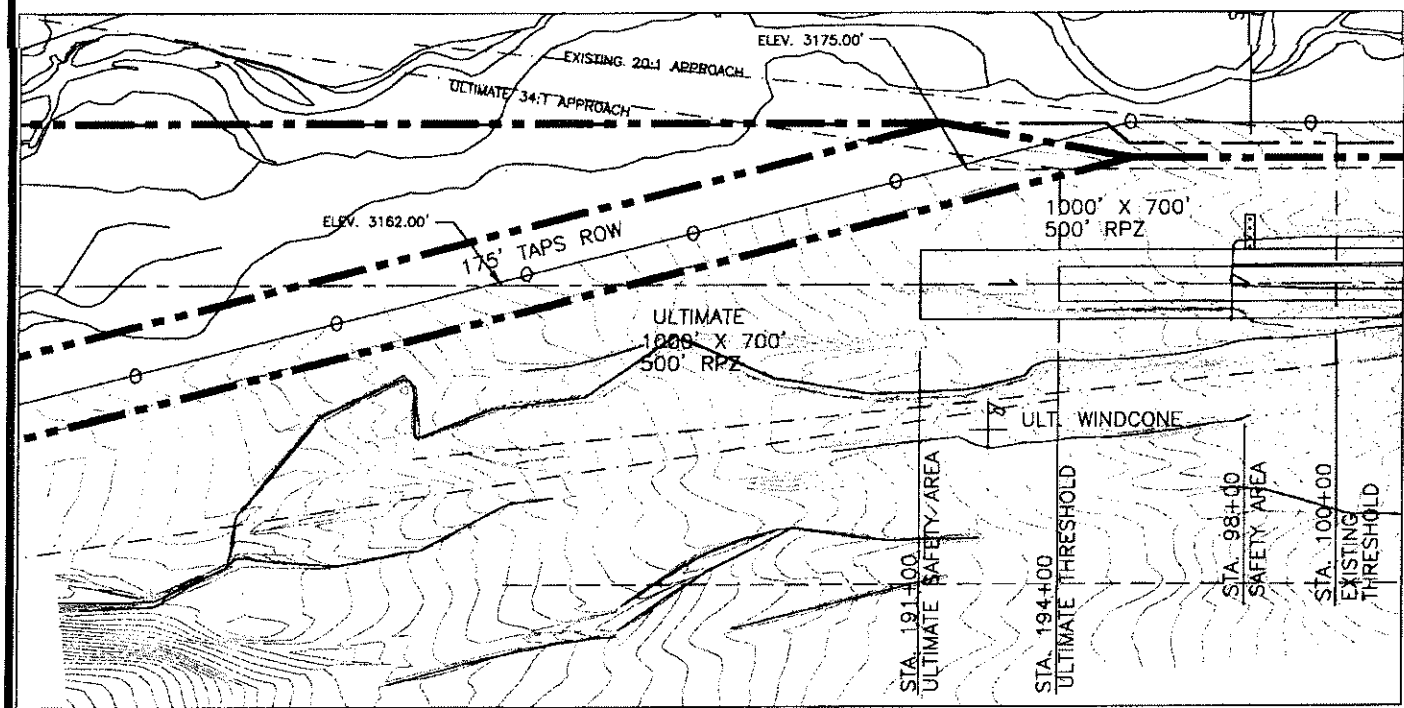 ELEV. 3175.00'
EXISTING 20:1 APPROACH
ULTIMATE 34:1 APPROACH
ELEV. 3162.00'
175' TAPS ROW
1000' X 700'
500' RPZ
ULTIMATE
1000' X 700'
500' RPZ
ULT. WINDCONE
STA. 191+00
ULTIMATE SAFETY AREA
STA. 194+00
ULTIMATE THRESHOLD
STA. 98+00
SAFETY AREA
STA. 100+00
EXISTING
THRESHOLD